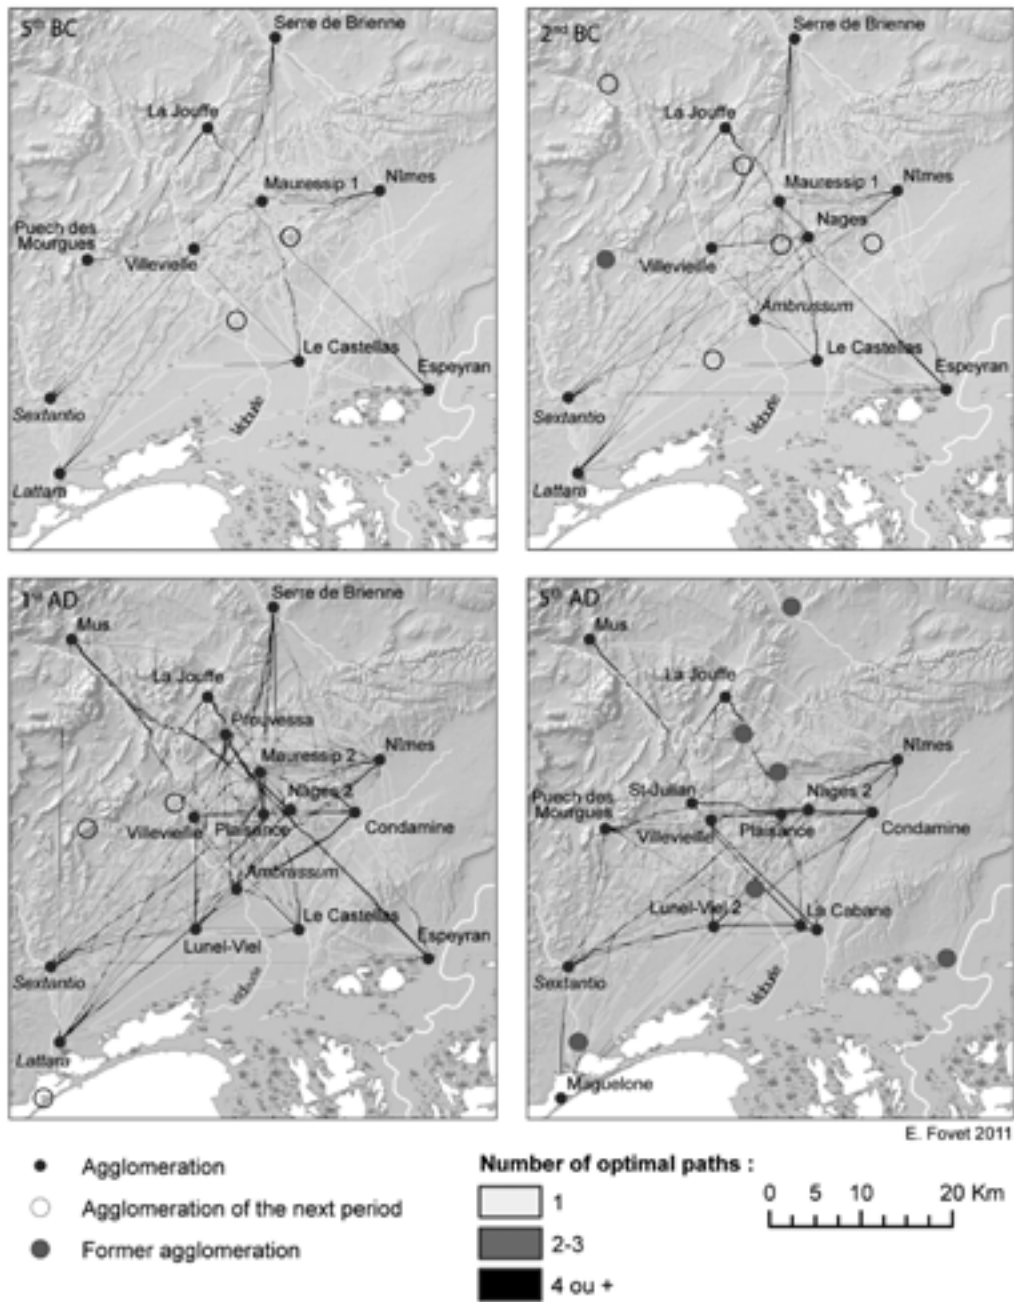 5th BC
Serre de Brienne
La Jouffe
Mauressip 1
Nîmes
Puech des
Mourgues
Villevieille
Le Castellas
Espeyran
Sextantio
Vidourle
Lattara
2nd BC
Serre de Brienne
La Jouffe
Mauressip 1
Nîmes
Nages
Villevieille
Ambrussum
Le Castellas
Espeyran
Sextantio
Vidourle
Lattara
1st AD
Serre de Brienne
Mus
La Jouffe
Prouvessa
Mauressip 2
Nîmes
Nages 2
Villevieille
Plaisance
Condamine
Ambrussum
Le Castellas
Lunel-Viel
Espeyran
Sextantio
Vidourle
Lattara
5th AD
Mus
La Jouffe
Nîmes
St-Julian
Nages 2
Puech des
Mourgues
Villevieille
Plaisance
Condamine
Lunel-Viel 2
La Cabane
Sextantio
Vidourle
Maguelone
E. Fovet 2011
Agglomeration
Agglomeration of the next period
Former agglomeration
Number of optimal paths :
1
2-3
4 ou +
0 5 10 20 Km